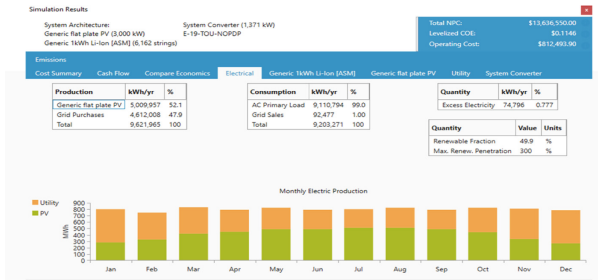 Simulation Results
System Architecture: System Converter (1,371 kW)
Generic flat plate PV (3,000 kW) E-19-TOU-NOPDP
Generic 1kWh Li-Ion [ASM] (6,162 strings)
Total NPC: $13,636,550.00
Levelized COE: $0.1146
Operating Cost: $812,493.90
Emissions
Cost Summary Cash Flow Compare Economics Electrical Generic 1kWh Li-Ion [ASM] Generic flat plate PV Utility System Converter
Production kWh/yr %
Generic flat plate PV 5,009,957 52.1
Grid Purchases 4,612,008 47.9
Total 9,621,965 100
Consumption kWh/yr %
AC Primary Load 9,110,794 99.0
Grid Sales 92,477 1.00
Total 9,203,271 100
Quantity kWh/yr %
Excess Electricity 74,796 0.777
Quantity Value Units
Renewable Fraction 49.9 %
Max. Renew. Penetration 300 %
Monthly Electric Production
Utility
PV
MWh
900
800
700
600
500
400
300
200
100
0
Jan Feb Mar Apr May Jun Jul Aug Sep Oct Nov Dec